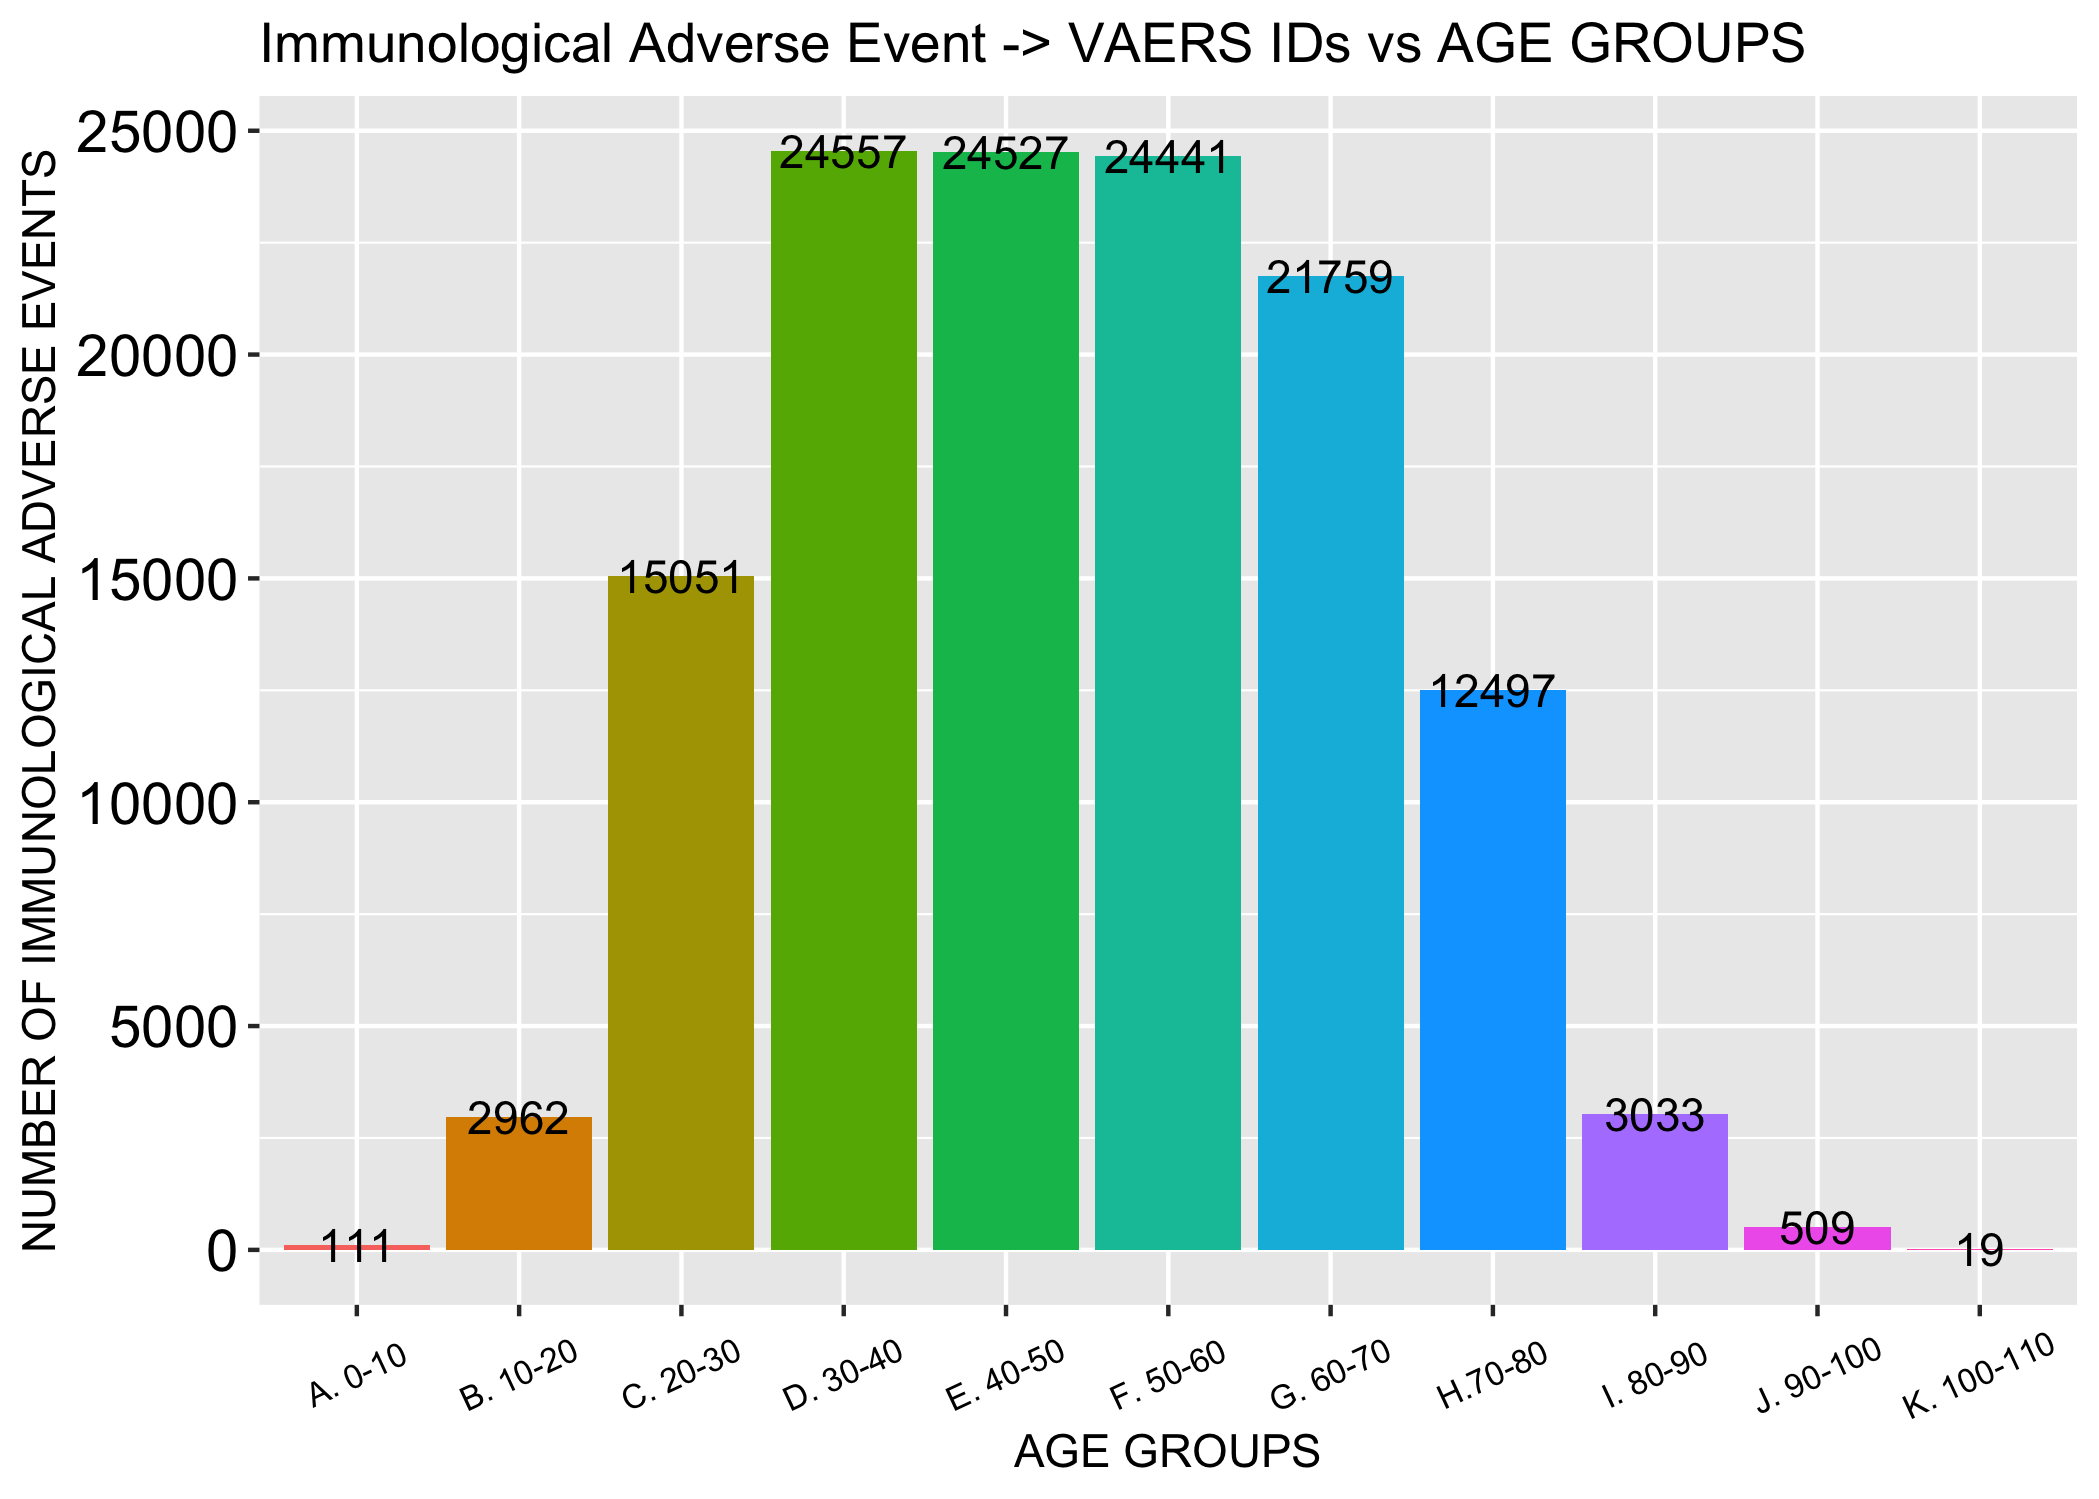 Immunological Adverse Event -> VAERS IDs vs AGE GROUPS
NUMBER OF IMMUNOLOGICAL ADVERSE EVENTS
25000
20000
15000
10000
5000
0
111
2962
15051
24557
24527
24441
21759
12497
3033
509
19
A. 0-10
B. 10-20
C. 20-30
D. 30-40
E. 40-50
F. 50-60
G. 60-70
H.70-80
I. 80-90
J. 90-100
K. 100-110
AGE GROUPS